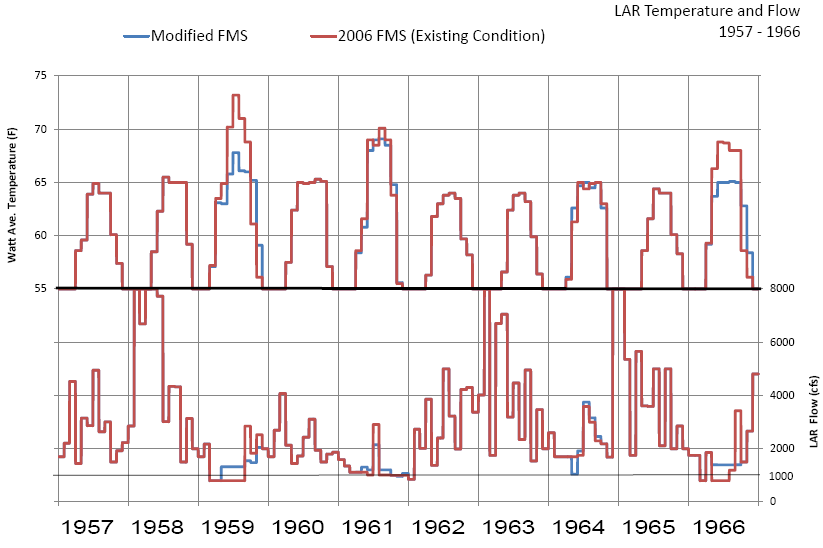 LAR Temperature and Flow
1957 - 1966
Modified FMS
2006 FMS (Existing Condition)
Watt Ave. Temperature (F)
75
70
65
60
55
8000
6000
4000
2000
1000
0
LAR Flow (cfs)
1957 1958 1959 1960 1961 1962 1963 1964 1965 1966